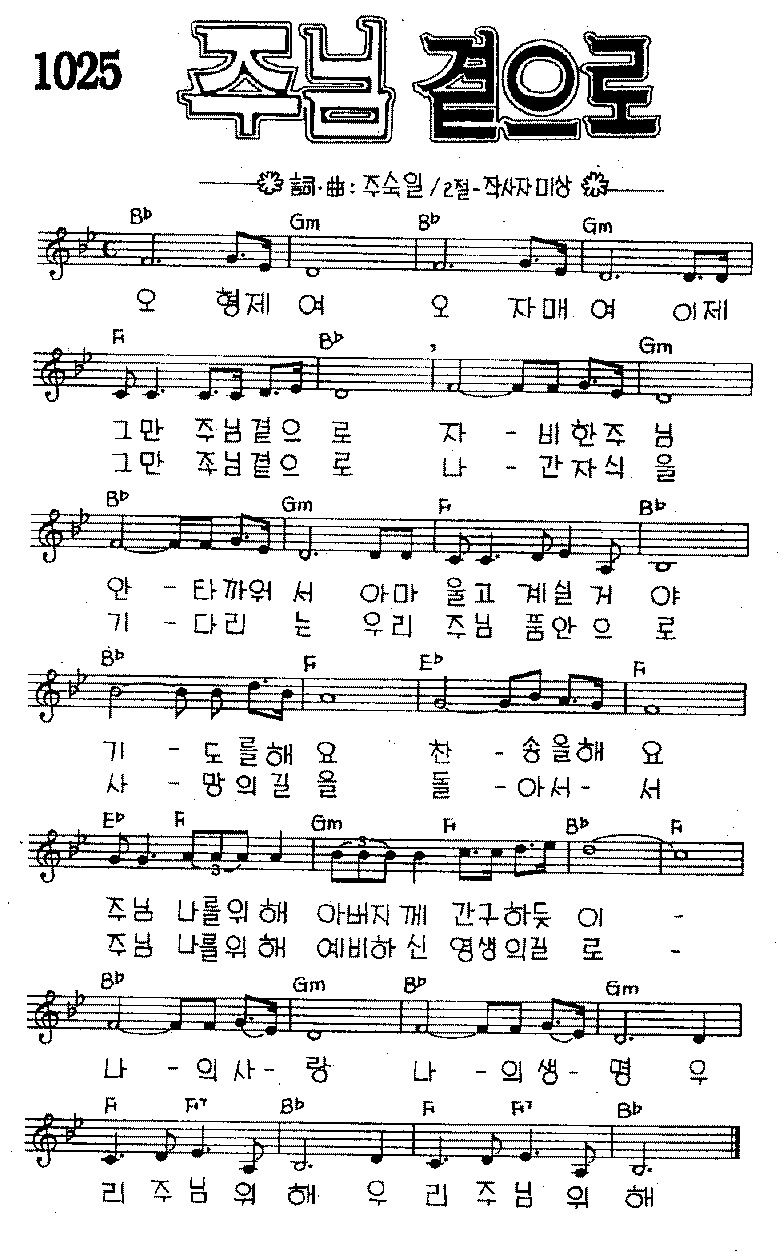 1025 주님 곁으로
詞·曲: 주숙일 / 2절-작사자미상
B♭ Gm B♭ Gm
오 형제 여 오 자매 여 이제
F B♭ Gm
그만 주님곁으 로 자 - 비한주 님
그만 주님곁으 로 나 - 간자식 을
B♭ Gm F B♭
안 - 타까워 서 아마 울고 계실 거 야
기 - 다리 는 우리 주님 품안으 로
B♭ F E♭ F
기 - 도를해 요 찬 - 송을해 요
사 - 망의길 을 돌 -아서- 서
E♭ F Gm F B♭ F
3 3
주님 나를위 해 아버지께 간구하듯 이 -
주님 나를위 해 예비하신 영생의길 로 -
B♭ Gm B♭ Gm
나 - 의사- 랑 나 - 의생- 명 우
F F7 B♭ F F7 B♭
리 주님 위 해 우 리 주님 위 해